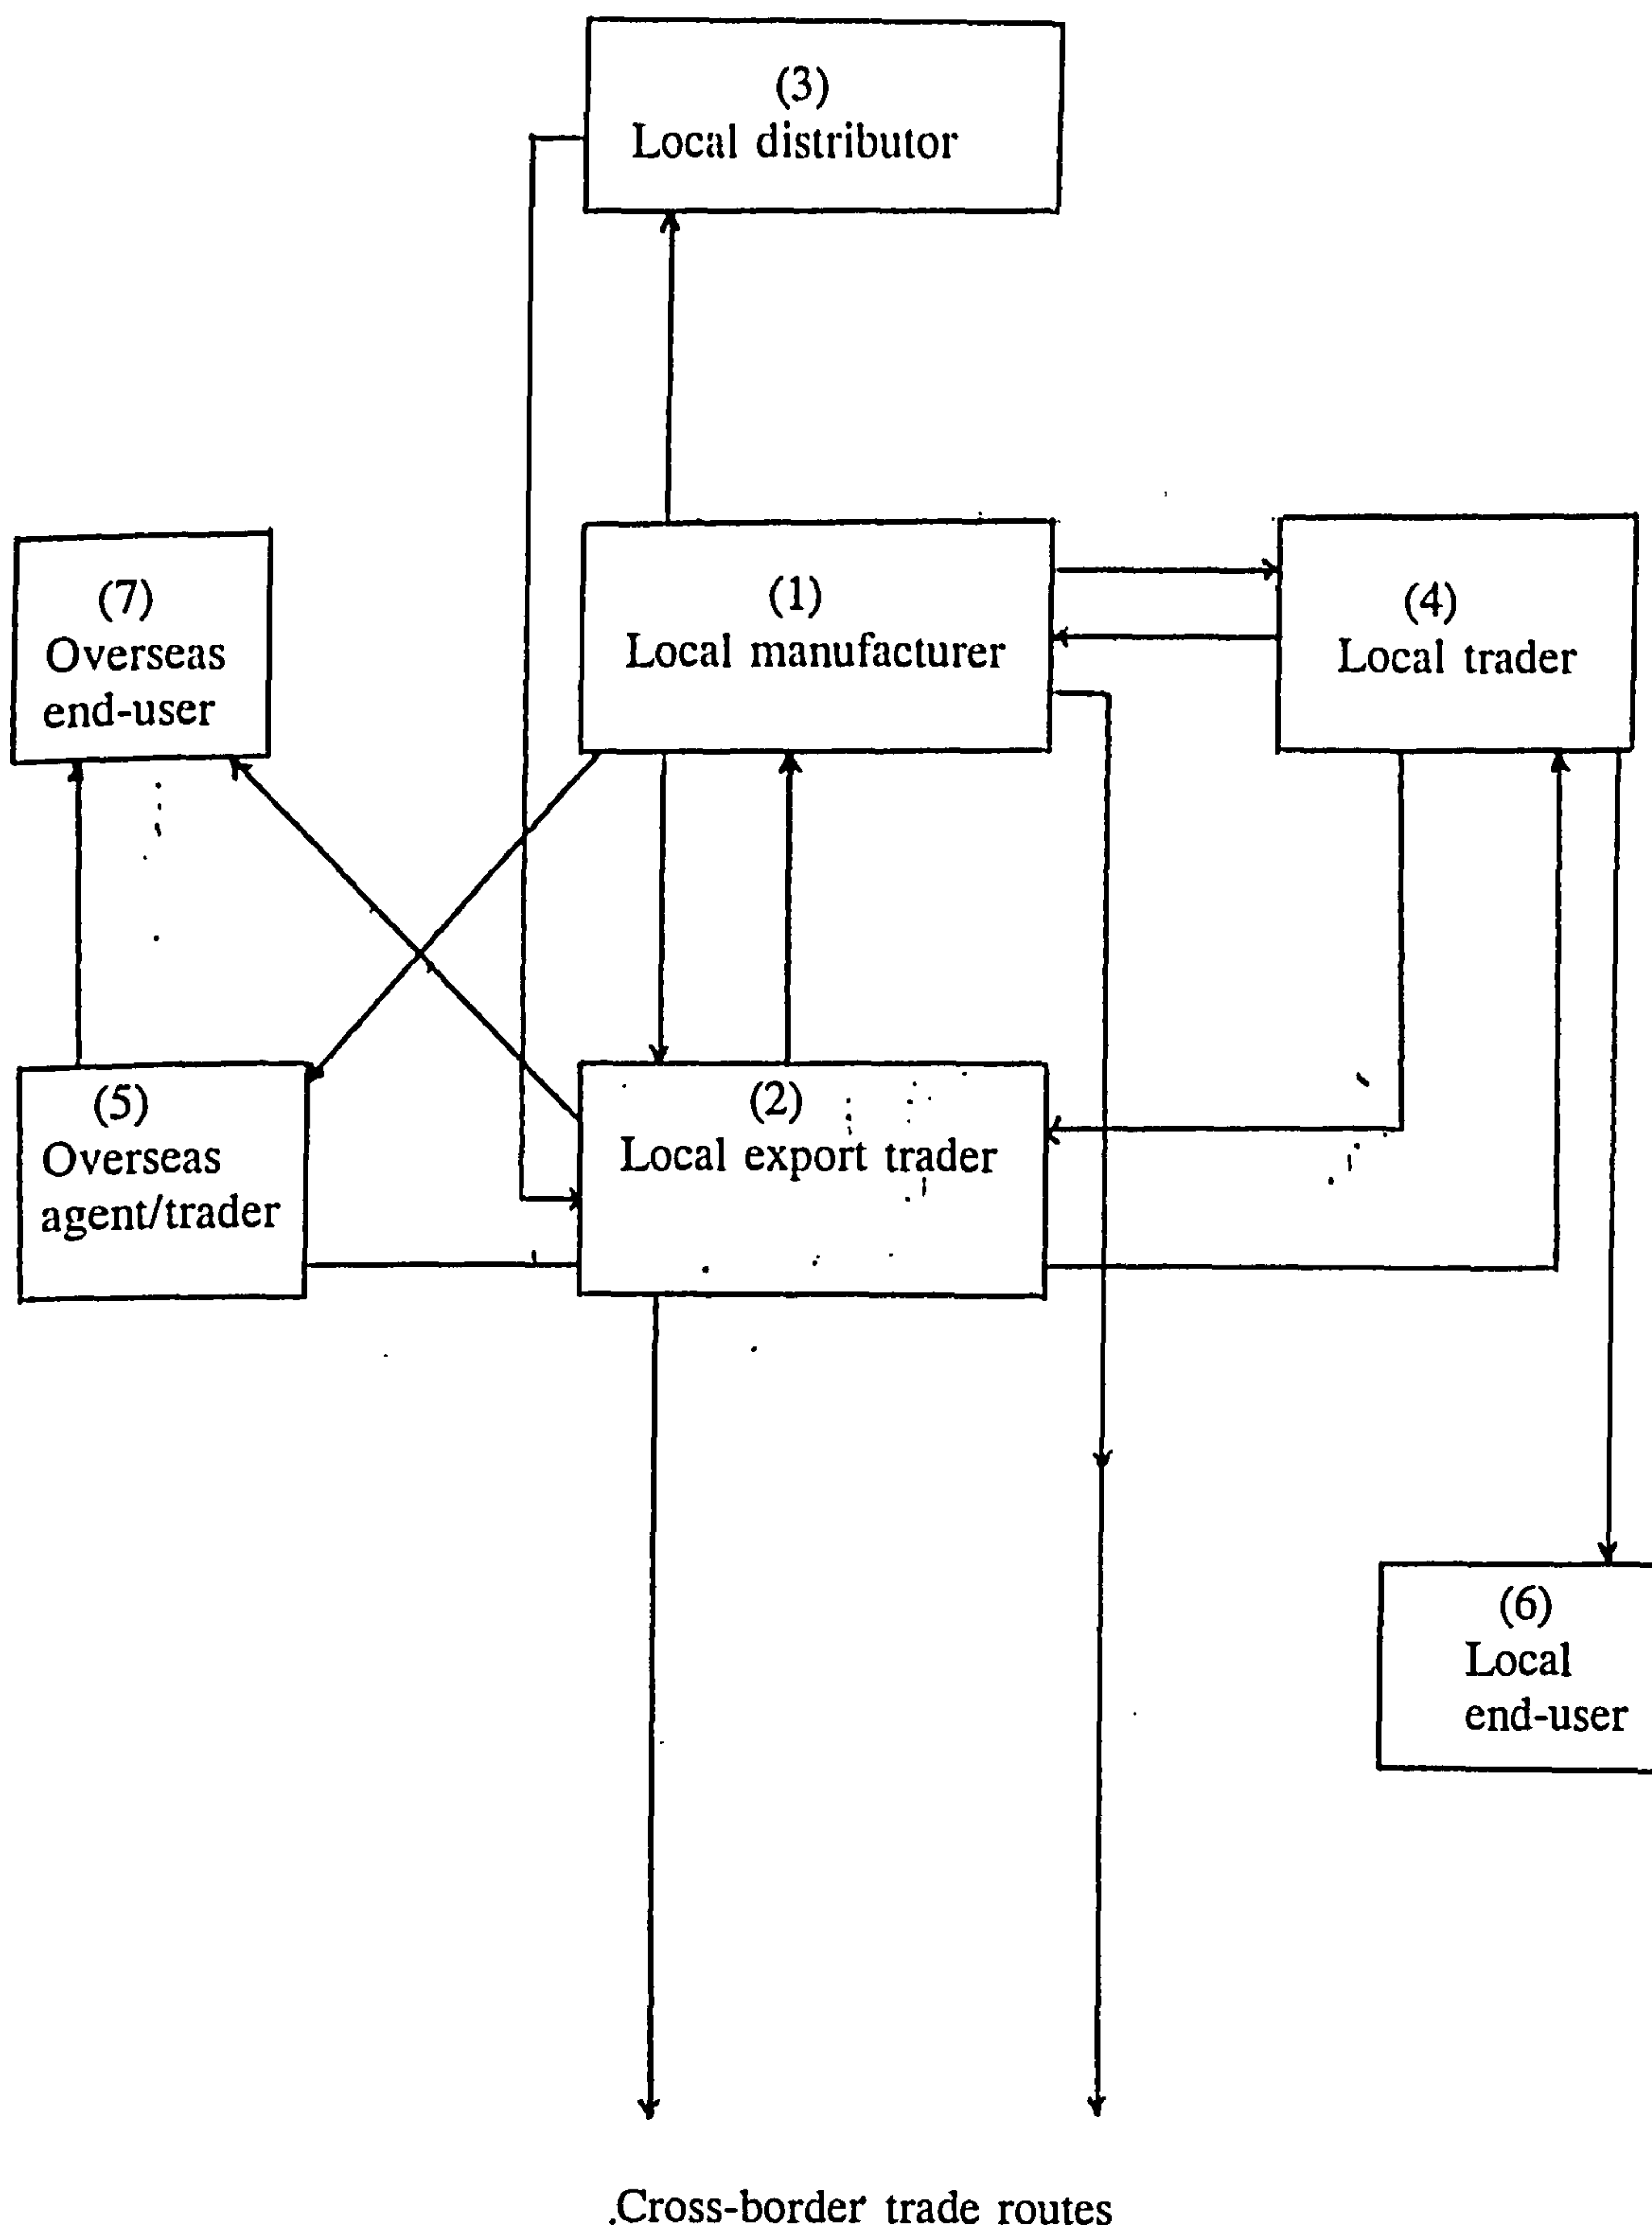 (3)
Local distributor
(7)
Overseas
end-user
(1)
Local manufacturer
(4)
Local trader
(5)
Overseas
agent/trader
(2)
Local export trader
(6)
Local
end-user
Cross-border trade routes